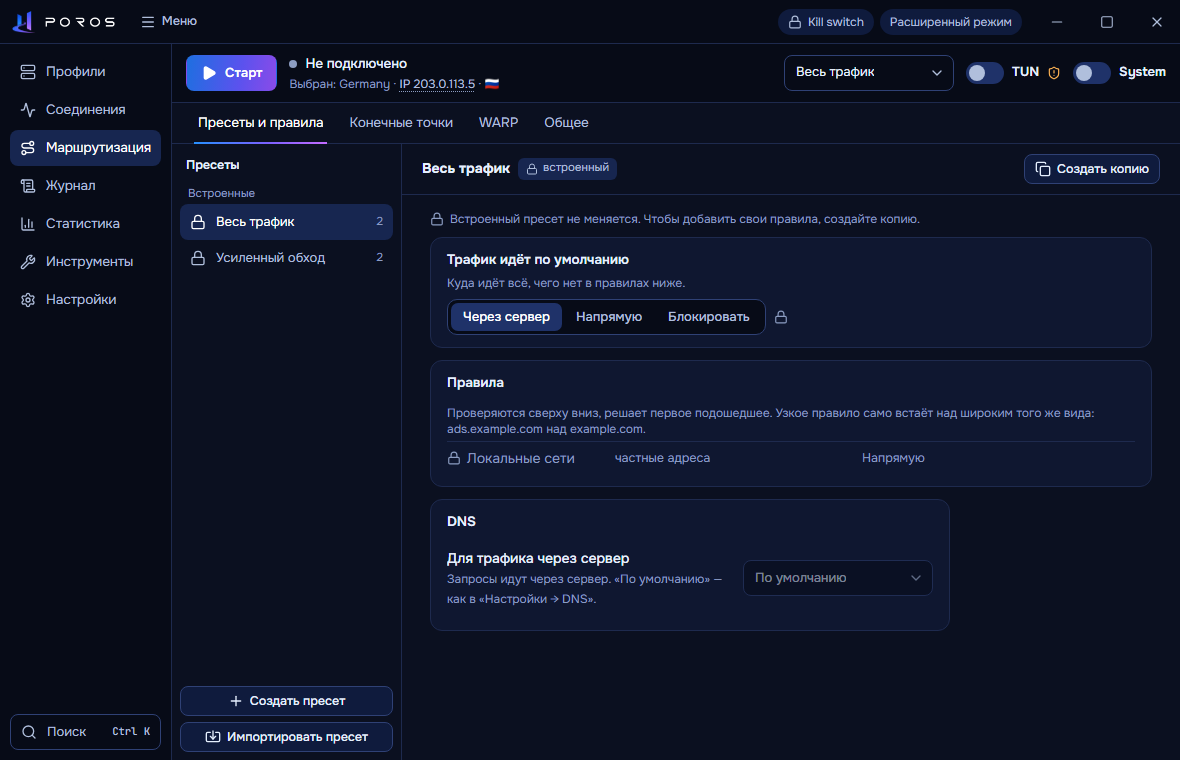 POROS
Меню
Kill switch
Расширенный режим
Профили
Соединения
Маршрутизация
Журнал
Статистика
Инструменты
Настройки
Поиск Ctrl K
Старт
Не подключено
Выбран: Germany · IP 203.0.113.5 ·
Весь трафик
TUN
System
Пресеты и правила
Конечные точки
WARP
Общее
Пресеты
Встроенные
Весь трафик 2
Усиленный обход 2
Создать пресет
Импортировать пресет
Весь трафик
встроенный
Создать копию
Встроенный пресет не меняется. Чтобы добавить свои правила, создайте копию.
Трафик идёт по умолчанию
Куда идёт всё, чего нет в правилах ниже.
Через сервер Напрямую Блокировать
Правила
Проверяются сверху вниз, решает первое подошедшее. Узкое правило само встаёт над широким того же вида:
ads.example.com над example.com.
Локальные сети частные адреса Напрямую
DNS
Для трафика через сервер
Запросы идут через сервер. «По умолчанию» —
как в «Настройки → DNS».
По умолчанию